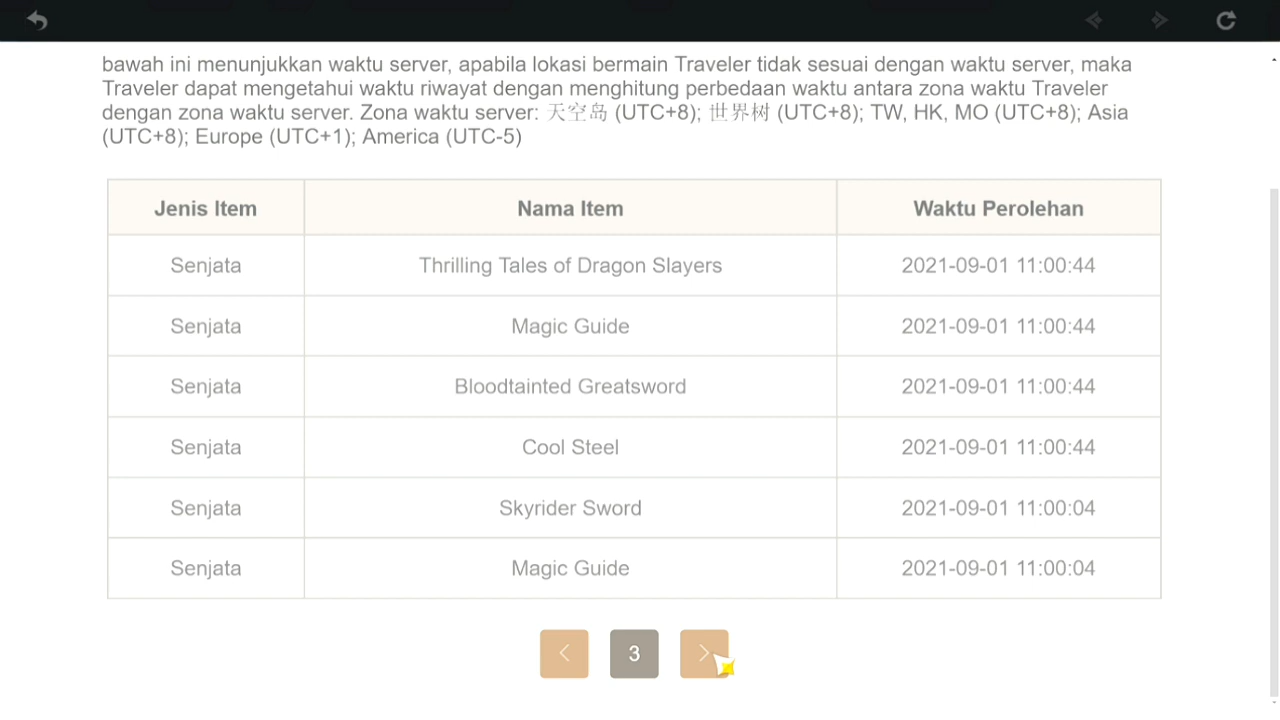 bawah ini menunjukkan waktu server, apabila lokasi bermain Traveler tidak sesuai dengan waktu server, maka
Traveler dapat mengetahui waktu riwayat dengan menghitung perbedaan waktu antara zona waktu Traveler
dengan zona waktu server. Zona waktu server: 天空岛 (UTC+8); 世界树 (UTC+8); TW, HK, MO (UTC+8); Asia
(UTC+8); Europe (UTC+1); America (UTC-5)
Jenis Item Nama Item Waktu Perolehan
Senjata Thrilling Tales of Dragon Slayers 2021-09-01 11:00:44
Senjata Magic Guide 2021-09-01 11:00:44
Senjata Bloodtainted Greatsword 2021-09-01 11:00:44
Senjata Cool Steel 2021-09-01 11:00:44
Senjata Skyrider Sword 2021-09-01 11:00:04
Senjata Magic Guide 2021-09-01 11:00:04
3